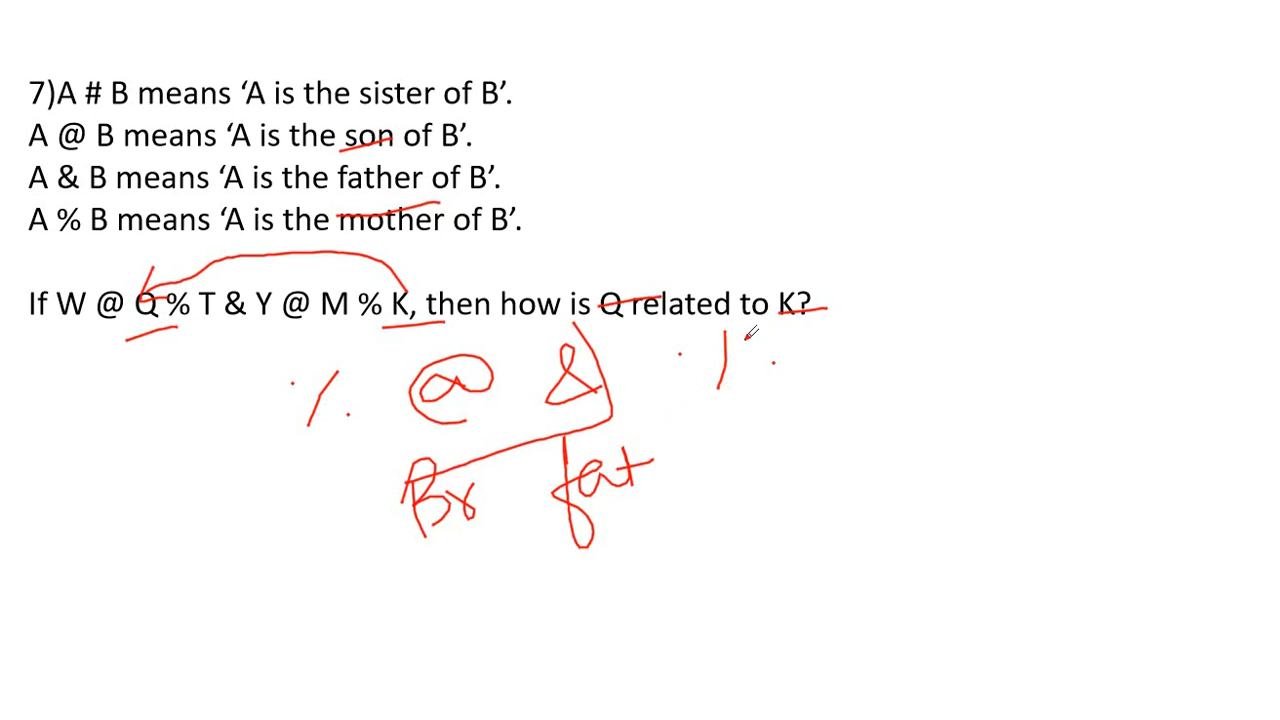 7)A # B means ‘A is the sister of B’.
A @ B means ‘A is the son of B’.
A & B means ‘A is the father of B’.
A % B means ‘A is the mother of B’.
If W @ Q % T & Y @ M % K, then how is Q related to K?
% @ & %
Br fat